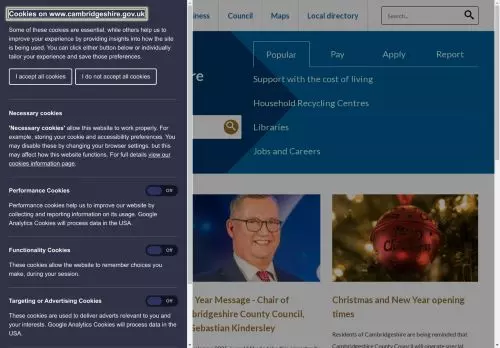 Cookies on www.cambridgeshire.gov.uk
Some of these cookies are essential, while others help us to
improve your experience by providing insights into how the site
is being used. You can click either button below or individually
tailor your experience and save those preferences.
I accept all cookies
I do not accept all cookies
Necessary cookies
'Necessary cookies' allow this website to work properly. For
example, storing your cookie and accessibility preferences. You
may disable these by changing your browser settings, but this
may affect how this website functions. For full details view our
cookies information page.
Performance Cookies
Off
Performance cookies help us to improve our website by
collecting and reporting information on its usage. Google
Analytics Cookies will process data in the USA.
Functionality Cookies
Off
These cookies allow the website to remember choices you
make, during your session.
Targeting or Advertising Cookies
Off
These cookies are used to deliver adverts relevant to you and
your interests. Google Analytics Cookies will process data in the
USA.
iness
Council
Maps
Local directory
Search...
re
Popular
Pay
Apply
Report
Support with the cost of living
Household Recycling Centres
Libraries
Jobs and Careers
Year Message - Chair of
bridgeshire County Council,
Sebastian Kindersley
Merry
Christmas
Christmas and New Year opening
times
Residents of Cambridgeshire are being reminded that